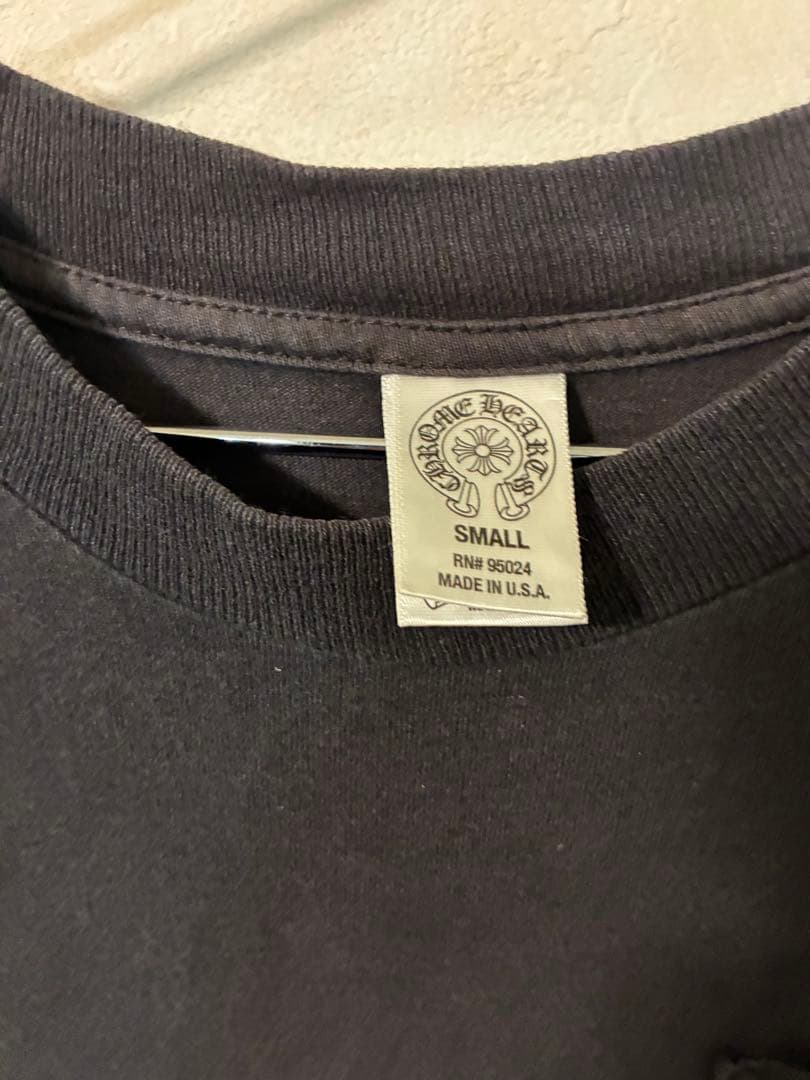 CHROME HEARTS
SMALL
RN# 95024
MADE IN U.S.A.